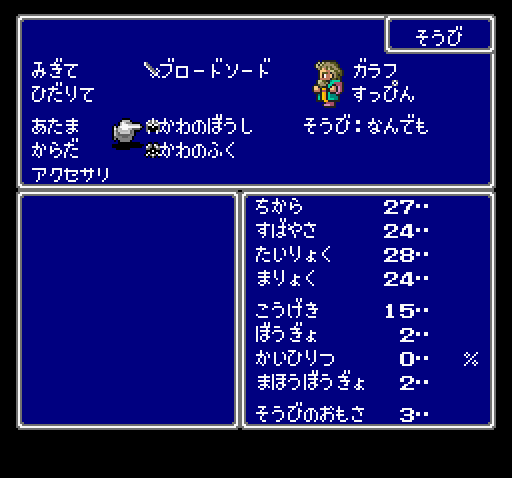 そうび
みぎて ブロードソード ガラフ
ひだりて すっぴん
あたま かわのぼうし そうび:なんでも
からだ かわのふく
アクセサリ
ちから 27‥
すばやさ 24‥
たいりょく 28‥
まりょく 24‥
こうげき 15‥
ぼうぎょ 2‥
かいひりつ 0‥ %
まほうぼうぎょ 2‥
そうびのおもさ 3‥